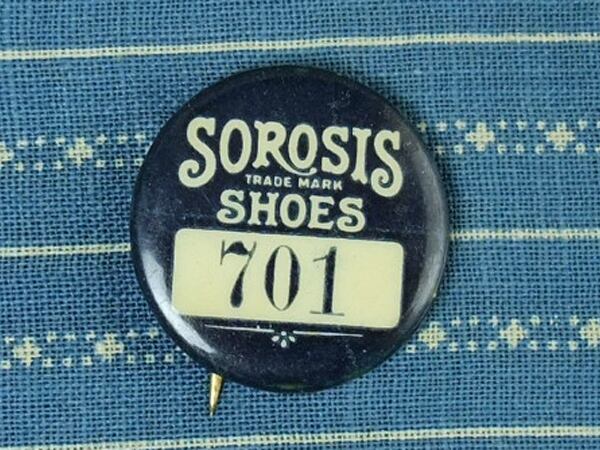 SOROSIS
TRADE MARK
SHOES
701